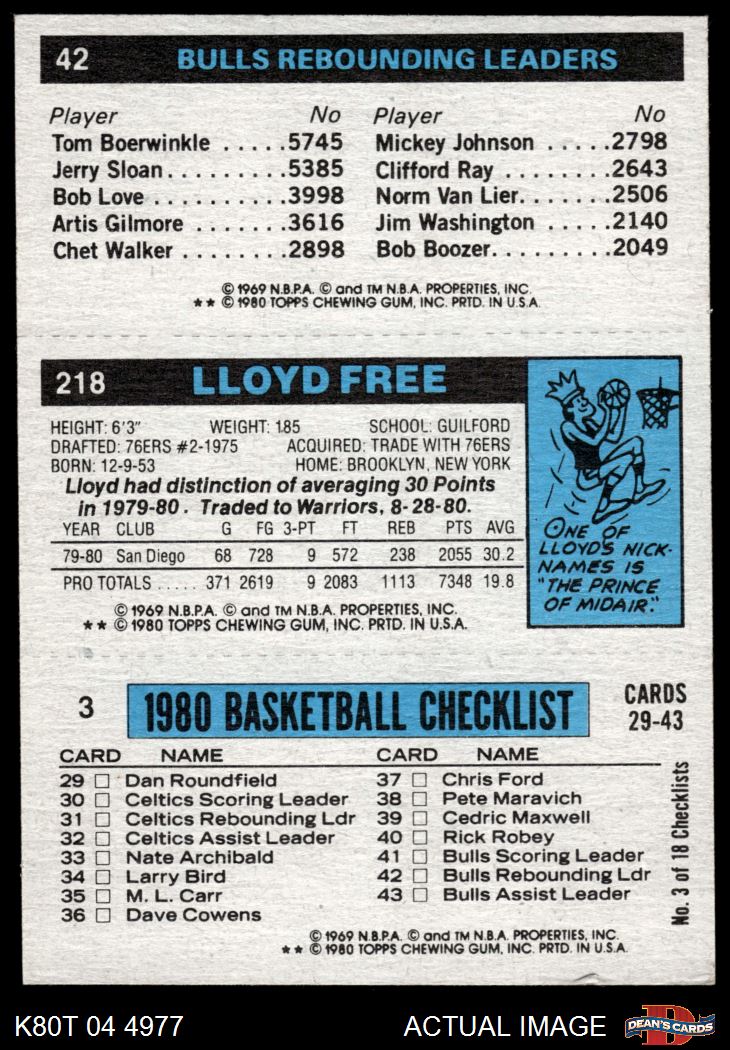 42 BULLS REBOUNDING LEADERS
Player No Player No
Tom Boerwinkle .....5745 Mickey Johnson .....2798
Jerry Sloan.........5385 Clifford Ray ........2643
Bob Love ...........3998 Norm Van Lier.......2506
Artis Gilmore .......3616 Jim Washington .....2140
Chet Walker ........2898 Bob Boozer.........2049
© 1969 N.B.P.A. © and TM N.B.A. PROPERTIES, INC.
** © 1980 TOPPS CHEWING GUM, INC. PRTD. IN U.S.A.
218 LLOYD FREE
HEIGHT: 6'3" WEIGHT: 185 SCHOOL: GUILFORD
DRAFTED: 76ERS #2-1975 ACQUIRED: TRADE WITH 76ERS
BORN: 12-9-53 HOME: BROOKLYN, NEW YORK
Lloyd had distinction of averaging 30 Points
in 1979-80. Traded to Warriors, 8-28-80.
YEAR CLUB G FG 3-PT FT REB PTS AVG
79-80 San Diego 68 728 9 572 238 2055 30.2
PRO TOTALS ..... 371 2619 9 2083 1113 7348 19.8
© 1969 N.B.P.A. © and TM N.B.A. PROPERTIES, INC.
** © 1980 TOPPS CHEWING GUM, INC. PRTD. IN U.S.A.
ONE OF
LLOYD'S NICK-
NAMES IS
"THE PRINCE
OF MIDAIR."
3 1980 BASKETBALL CHECKLIST CARDS
29-43
CARD NAME CARD NAME
29 □ Dan Roundfield 37 □ Chris Ford
30 □ Celtics Scoring Leader 38 □ Pete Maravich
31 □ Celtics Rebounding Ldr 39 □ Cedric Maxwell
32 □ Celtics Assist Leader 40 □ Rick Robey
33 □ Nate Archibald 41 □ Bulls Scoring Leader
34 □ Larry Bird 42 □ Bulls Rebounding Ldr
35 □ M. L. Carr 43 □ Bulls Assist Leader
36 □ Dave Cowens
No. 3 of 18 Checklists
© 1969 N.B.P.A. © and TM N.B.A. PROPERTIES, INC.
** © 1980 TOPPS CHEWING GUM, INC. PRTD. IN U.S.A.
K80T 04 4977 ACTUAL IMAGE D DEAN'S CARDS